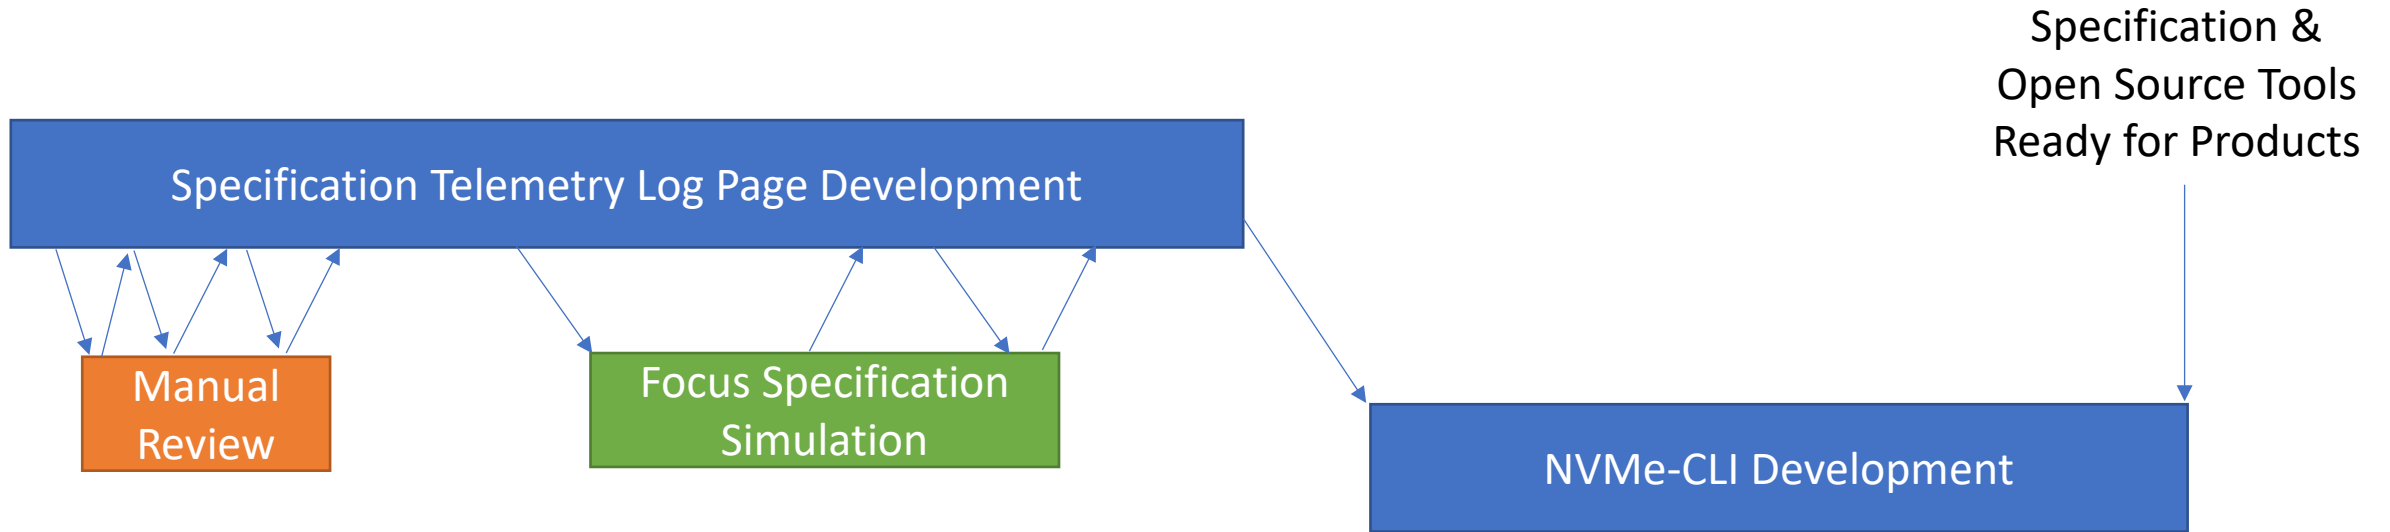 Specification &
Open Source Tools
Ready for Products
Specification Telemetry Log Page Development
Manual
Review
Focus Specification
Simulation
NVMe-CLI Development